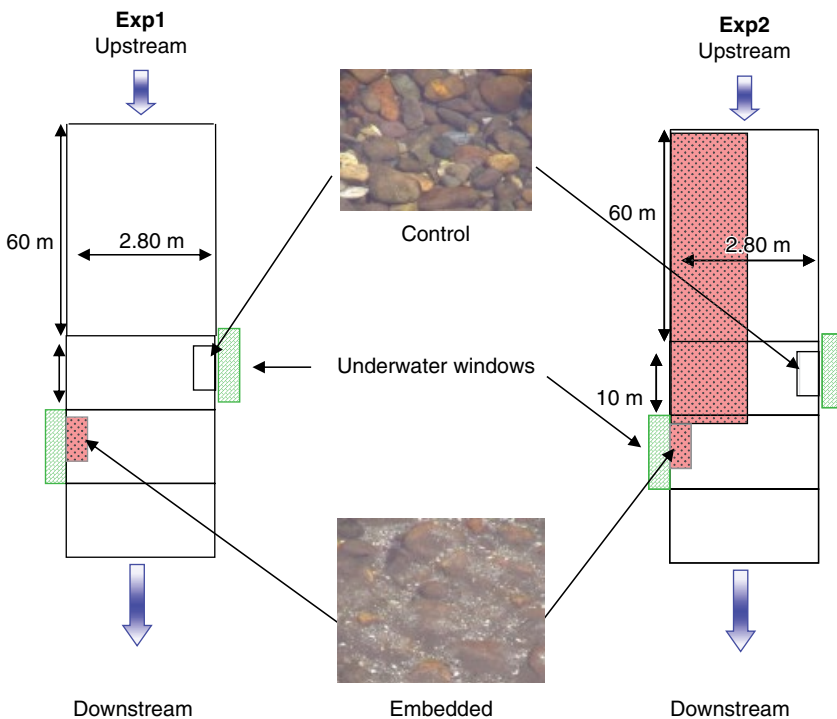 Exp1
Upstream
Exp2
Upstream
60 m
2.80 m
Control
60 m
2.80 m
Underwater windows
10 m
Downstream
Embedded
Downstream